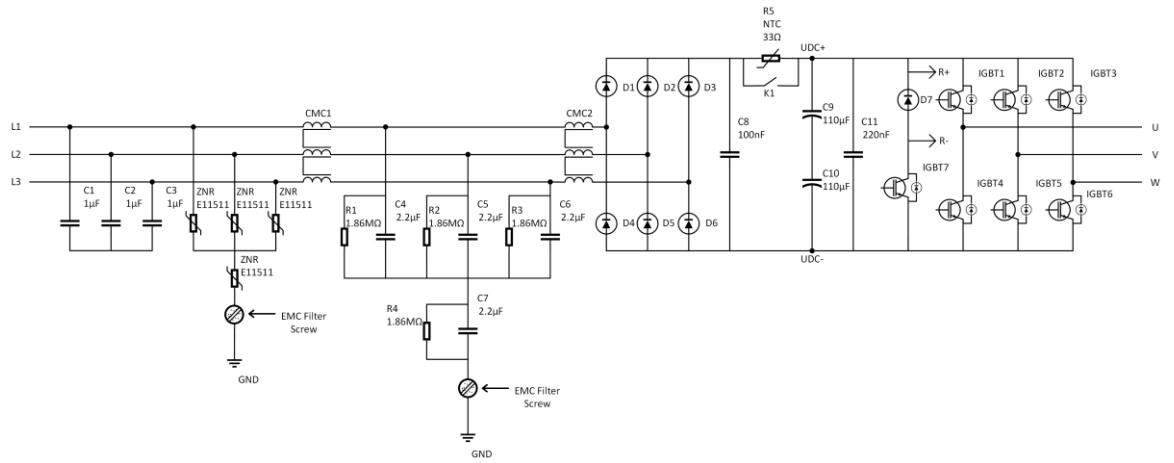 R5
NTC
33Ω
UDC+
K1
R+
IGBT1
IGBT2
IGBT3
D1
D2
D3
D7
CMC1
CMC2
C9
110µF
C8
100nF
C11
220nF
R-
L1
L2
L3
U
V
W
C1
1µF
C2
1µF
C3
1µF
ZNR
E11511
ZNR
E11511
ZNR
E11511
C10
110µF
IGBT7
IGBT4
IGBT5
IGBT6
R1
1.86MΩ
C4
2.2µF
R2
1.86MΩ
C5
2.2µF
R3
1.86MΩ
C6
2.2µF
D4
D5
D6
UDC-
ZNR
E11511
EMC Filter
Screw
GND
R4
1.86MΩ
C7
2.2µF
EMC Filter
Screw
GND